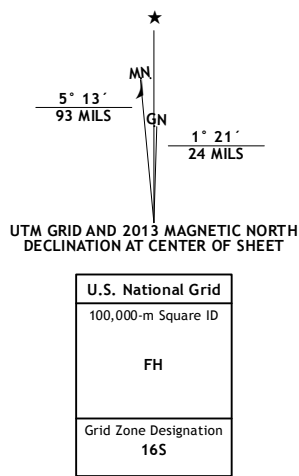 ★
MN
5° 13´
93 MILS
GN
1° 21´
24 MILS
UTM GRID AND 2013 MAGNETIC NORTH
DECLINATION AT CENTER OF SHEET
U.S. National Grid
100,000-m Square ID
FH
Grid Zone Designation
16S